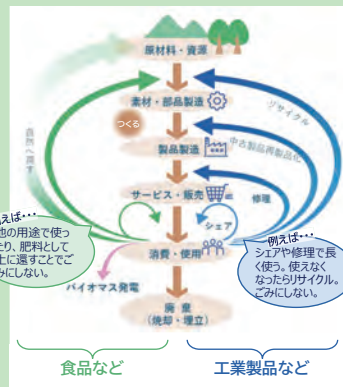 原材料・資源
リサイクル
素材・部品製造
つくる
自然へ還す
中古製品再製品化
製品製造
サービス・販売
修理
シェア
例えば・・・
他の用途で使っ
たり、肥料として
土に還すことでご
みにしない。
消費・使用
例えば・・・
シェアや修理で長
く使う。使えなく
なったらリサイクル。
ごみにしない。
バイオマス発電
廃棄
(焼却・埋立)
食品など
工業製品など